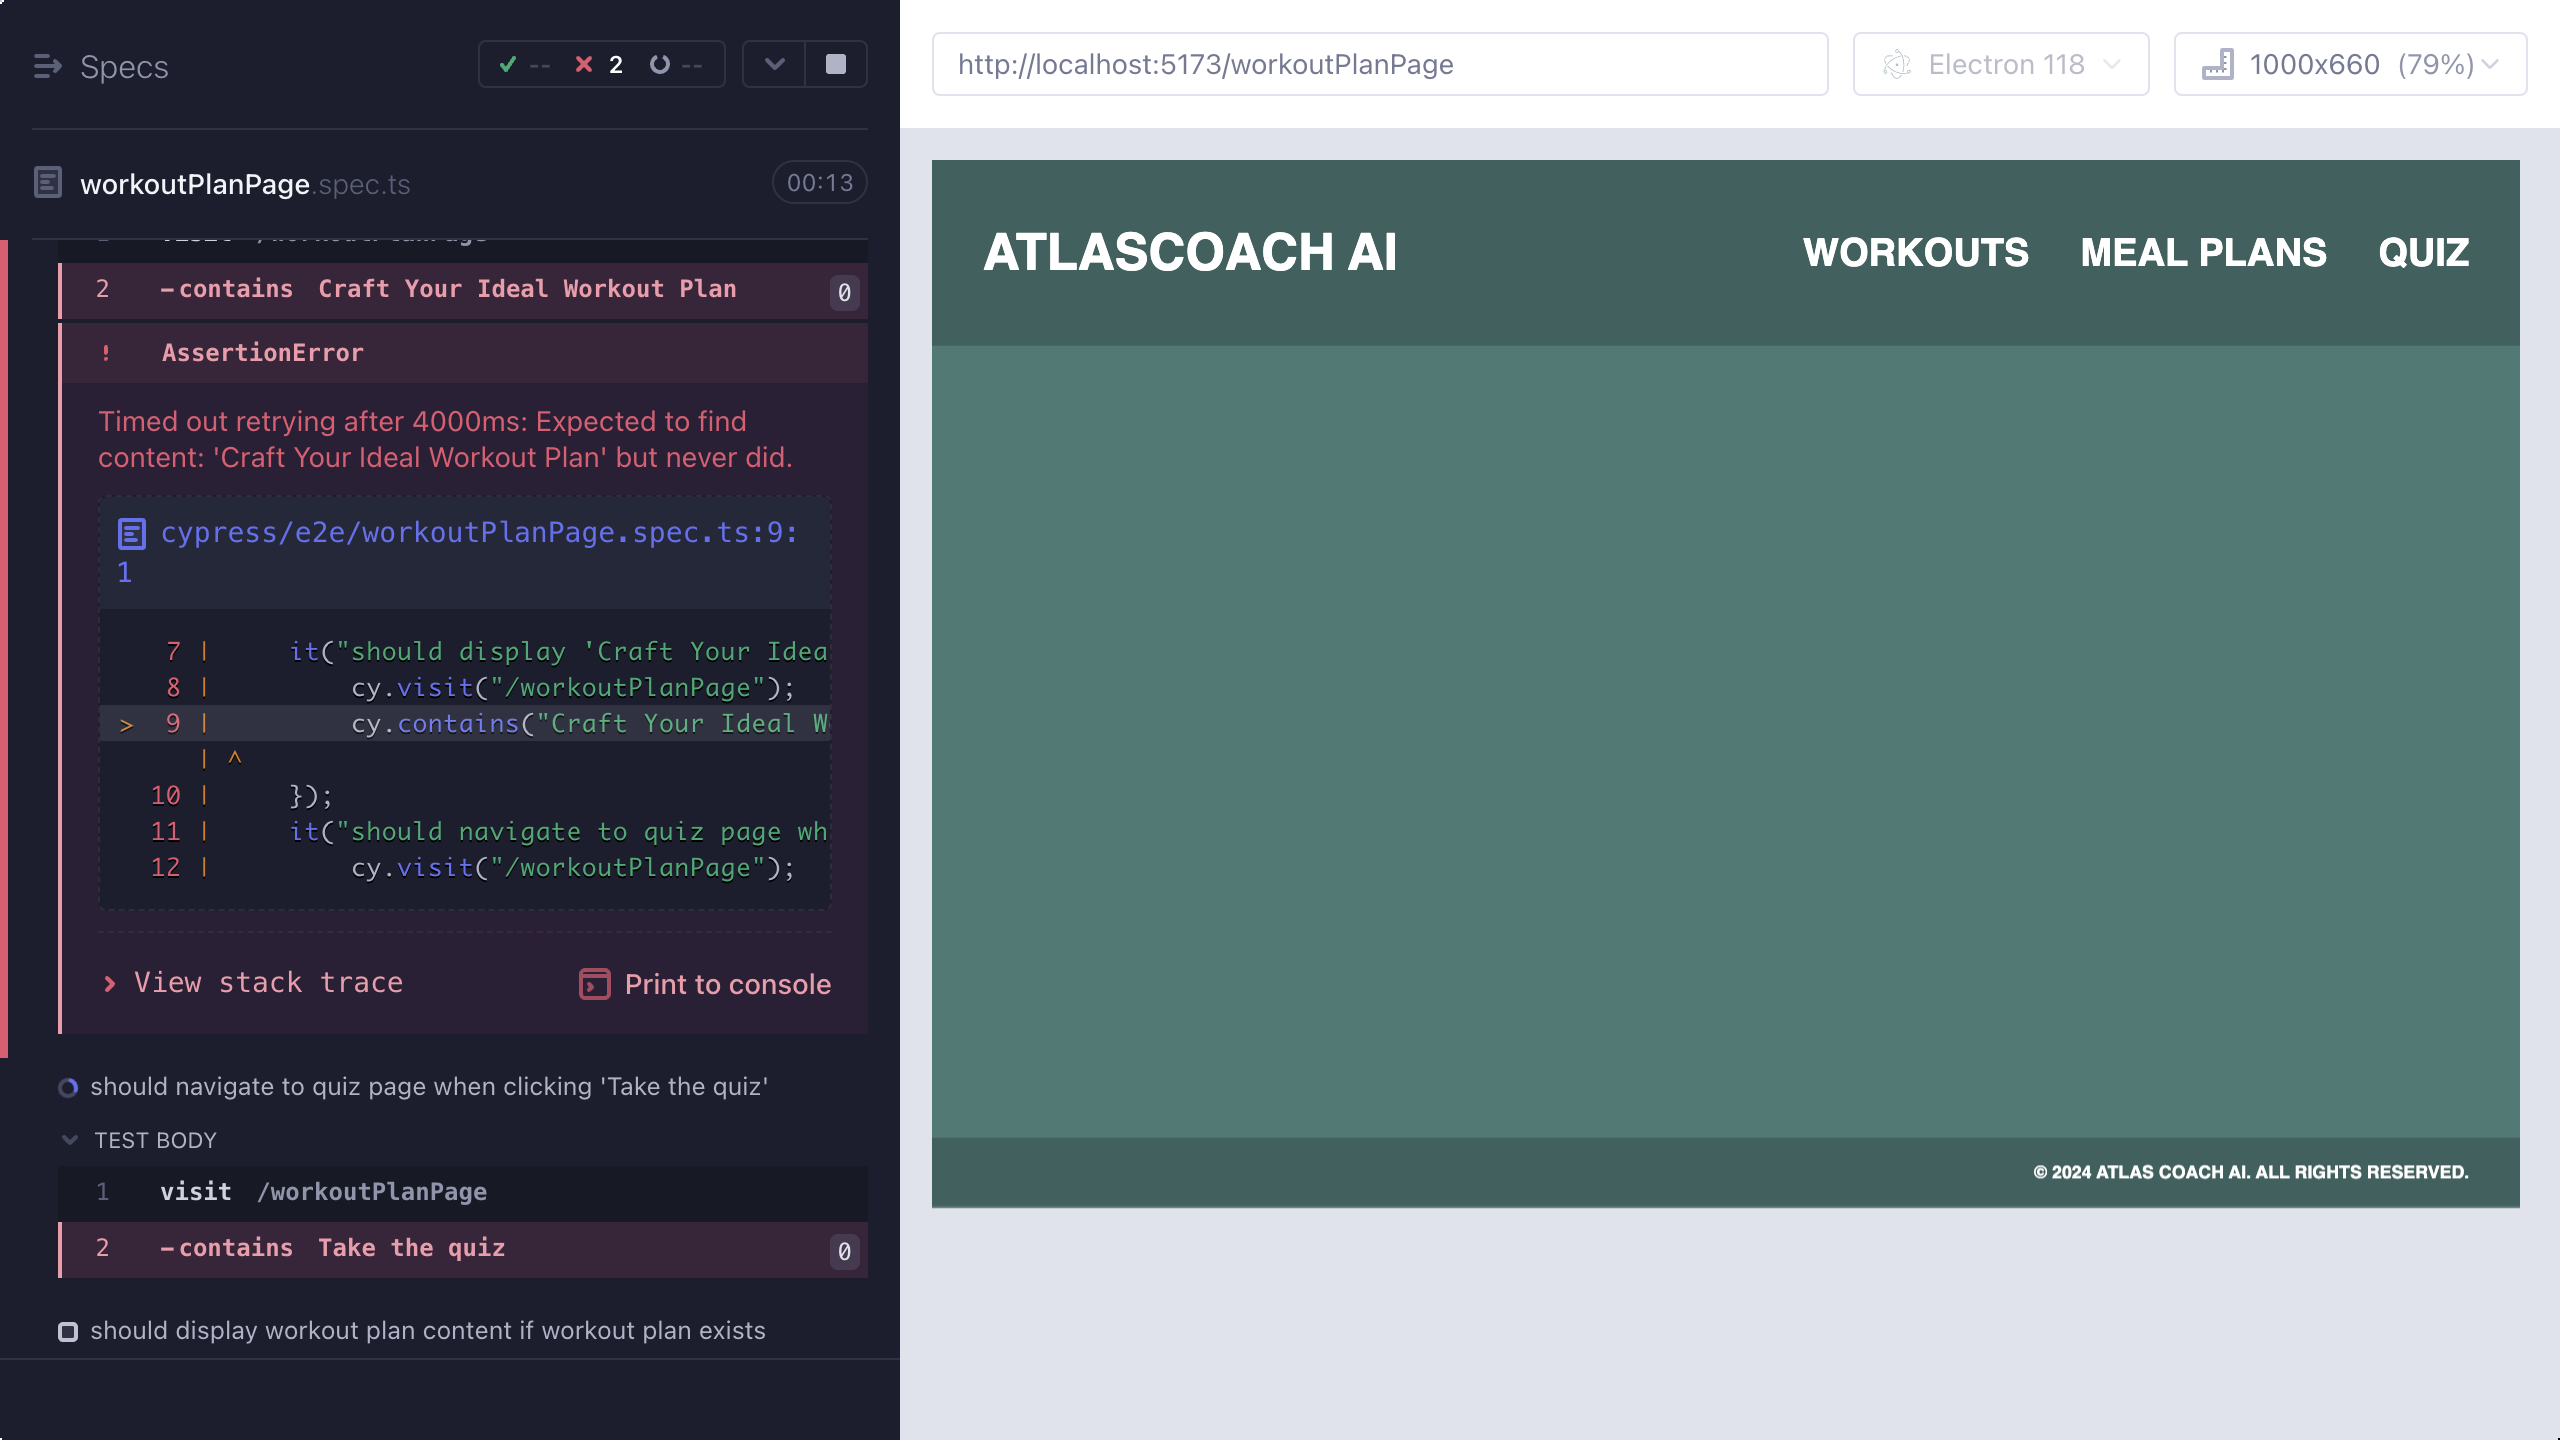 Specs
-- 2 --
workoutPlanPage.spec.ts 00:13
2 -contains Craft Your Ideal Workout Plan 0
! AssertionError
Timed out retrying after 4000ms: Expected to find
content: 'Craft Your Ideal Workout Plan' but never did.
cypress/e2e/workoutPlanPage.spec.ts:9:
1
7 | it("should display 'Craft Your Idea
8 | cy.visit("/workoutPlanPage");
> 9 | cy.contains("Craft Your Ideal W
| ^
10 | });
11 | it("should navigate to quiz page wh
12 | cy.visit("/workoutPlanPage");
View stack trace Print to console
should navigate to quiz page when clicking 'Take the quiz'
TEST BODY
1 visit /workoutPlanPage
2 -contains Take the quiz 0
should display workout plan content if workout plan exists
http://localhost:5173/workoutPlanPage Electron 118 1000x660 (79%)
ATLASCOACH AI WORKOUTS MEAL PLANS QUIZ
© 2024 ATLAS COACH AI. ALL RIGHTS RESERVED.